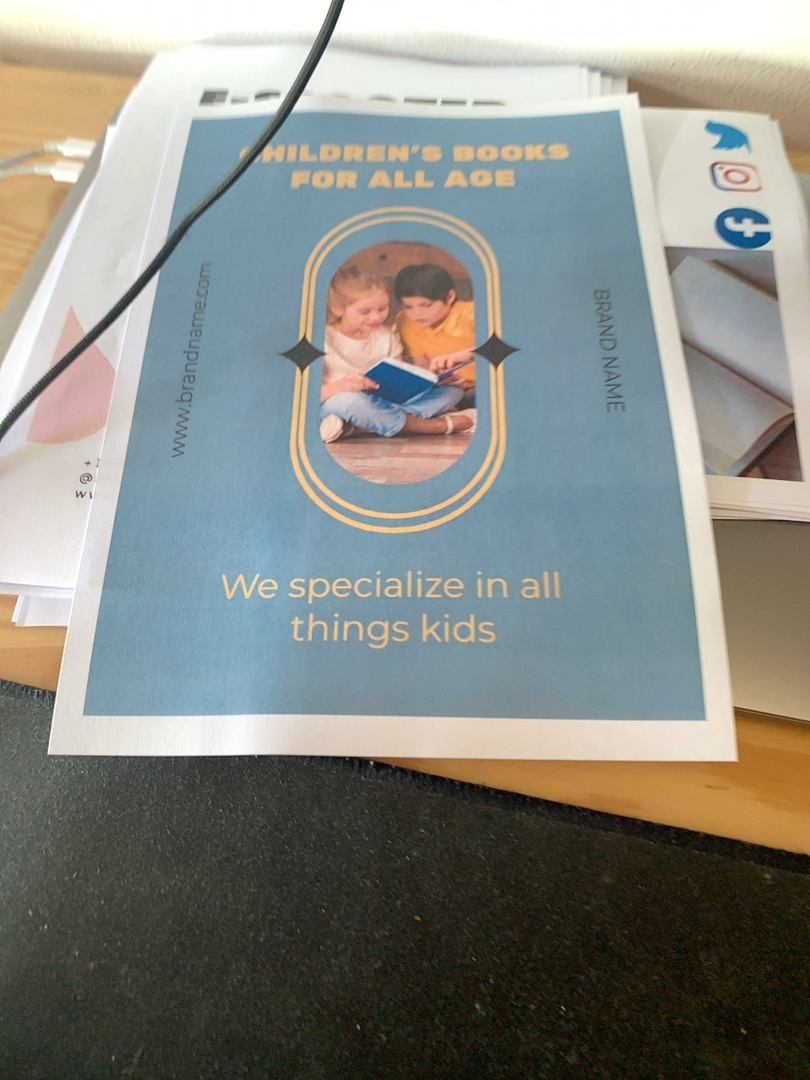 CHILDREN'S BOOKS
FOR ALL AGE
www.brandname.com
BRAND NAME
We specialize in all
things kids